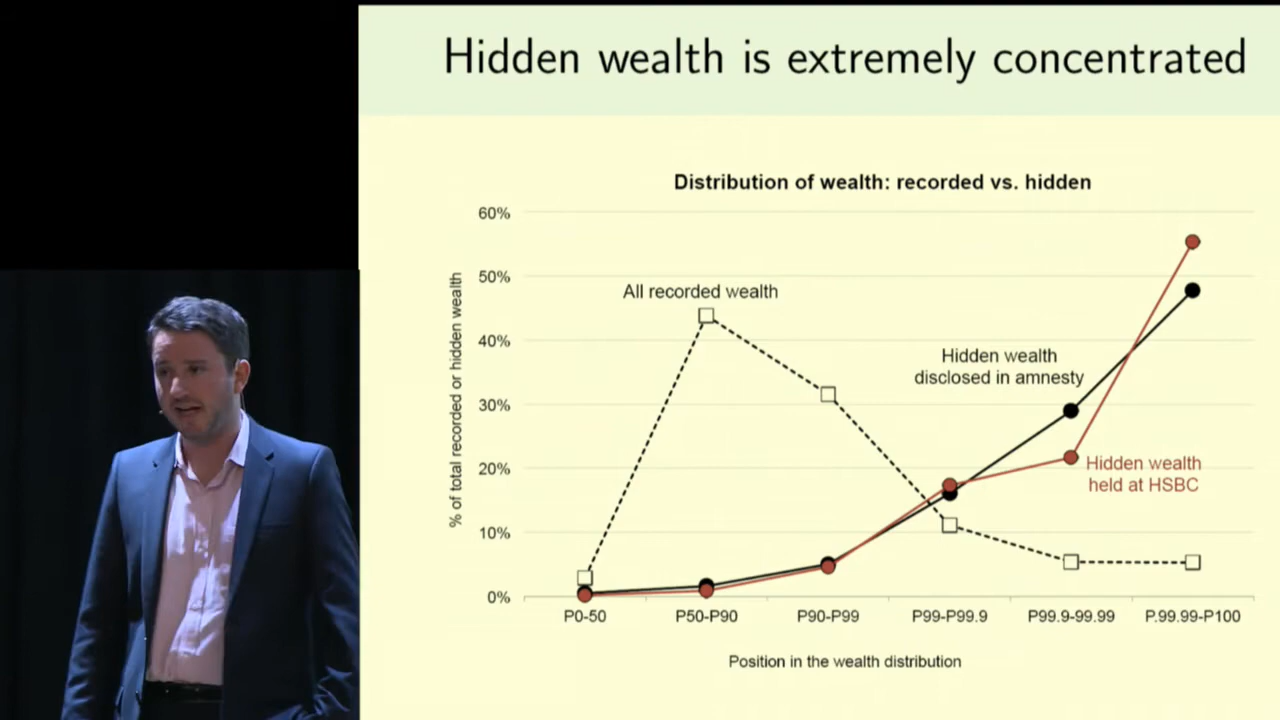 Hidden wealth is extremely concentrated
Distribution of wealth: recorded vs. hidden
% of total recorded or hidden wealth
60%
50%
40%
30%
20%
10%
0%
All recorded wealth
Hidden wealth
disclosed in amnesty
Hidden wealth
held at HSBC
P0-50
P50-P90
P90-P99
P99-P99.9
P99.9-99.99
P.99.99-P100
Position in the wealth distribution